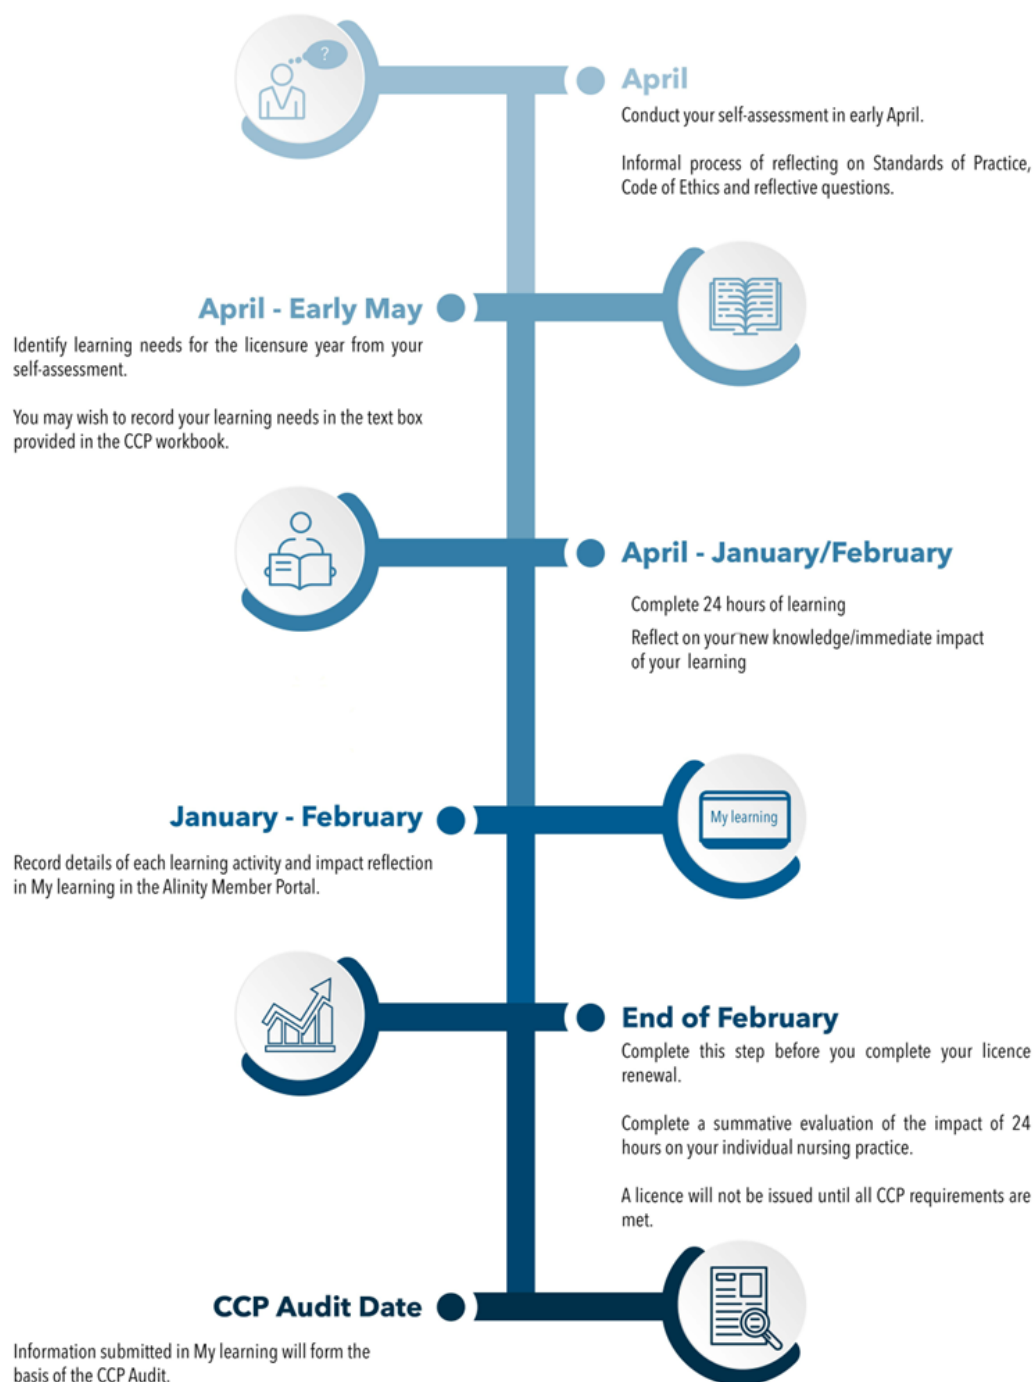 ?
April
Conduct your self-assessment in early April.
Informal process of reflecting on Standards of Practice,
Code of Ethics and reflective questions.
April - Early May
Identify learning needs for the licensure year from your
self-assessment.
You may wish to record your learning needs in the text box
provided in the CCP workbook.
April - January/February
Complete 24 hours of learning
Reflect on your new knowledge/immediate impact
of your learning
My learning
January - February
Record details of each learning activity and impact reflection
in My learning in the Alinity Member Portal.
End of February
Complete this step before you complete your licence
renewal.
Complete a summative evaluation of the impact of 24
hours on your individual nursing practice.
A licence will not be issued until all CCP requirements are
met.
CCP Audit Date
Information submitted in My learning will form the
basis of the CCP Audit.